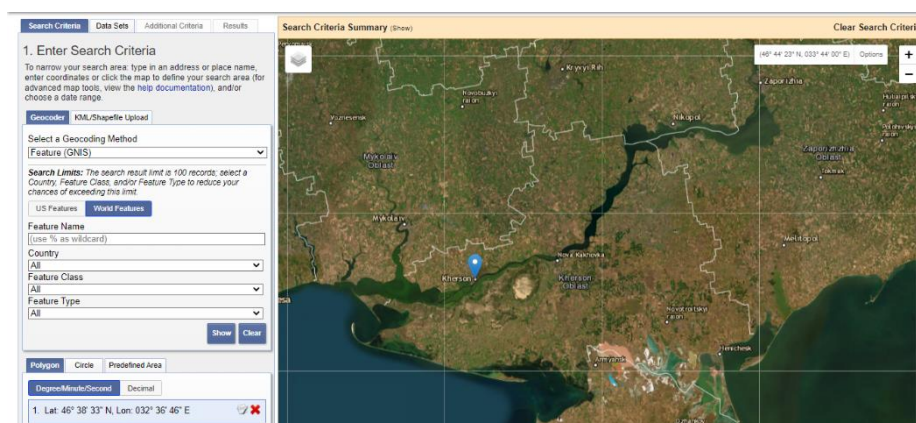 Search Criteria
Data Sets
Additional Criteria
Results
1. Enter Search Criteria
To narrow your search area: type in an address or place name,
enter coordinates or click the map to define your search area (for
advanced map tools, view the help documentation), and/or
choose a date range.
Geocoder
KML/Shapefile Upload
Select a Geocoding Method
Feature (GNIS)
Search Limits: The search result limit is 100 records; select a
Country, Feature Class, and/or Feature Type to reduce your
chances of exceeding this limit.
US Features
World Features
Feature Name
(use % as wildcard)
Country
All
Feature Class
All
Feature Type
All
Show
Clear
Polygon
Circle
Predefined Area
Degree/Minute/Second
Decimal
1. Lat: 46° 38' 33" N, Lon: 032° 36' 46" E
Search Criteria Summary (Show)
Clear Search Criteri
(46° 44' 23" N, 033° 44' 00" E)
Options
+
−
Kryvyi Rih
Zaporizhia
Novobuzkyi
raion
Voznesensk
Nikopol
Mykolaiv
Oblast
Zaporizhzhia
Oblast
Tokmak
Mykolaiv
Melitopol
Nova Kakhovka
Kherson
Kherson
Oblast
Novotroitskyi
raion
Henichesk
Armyansk